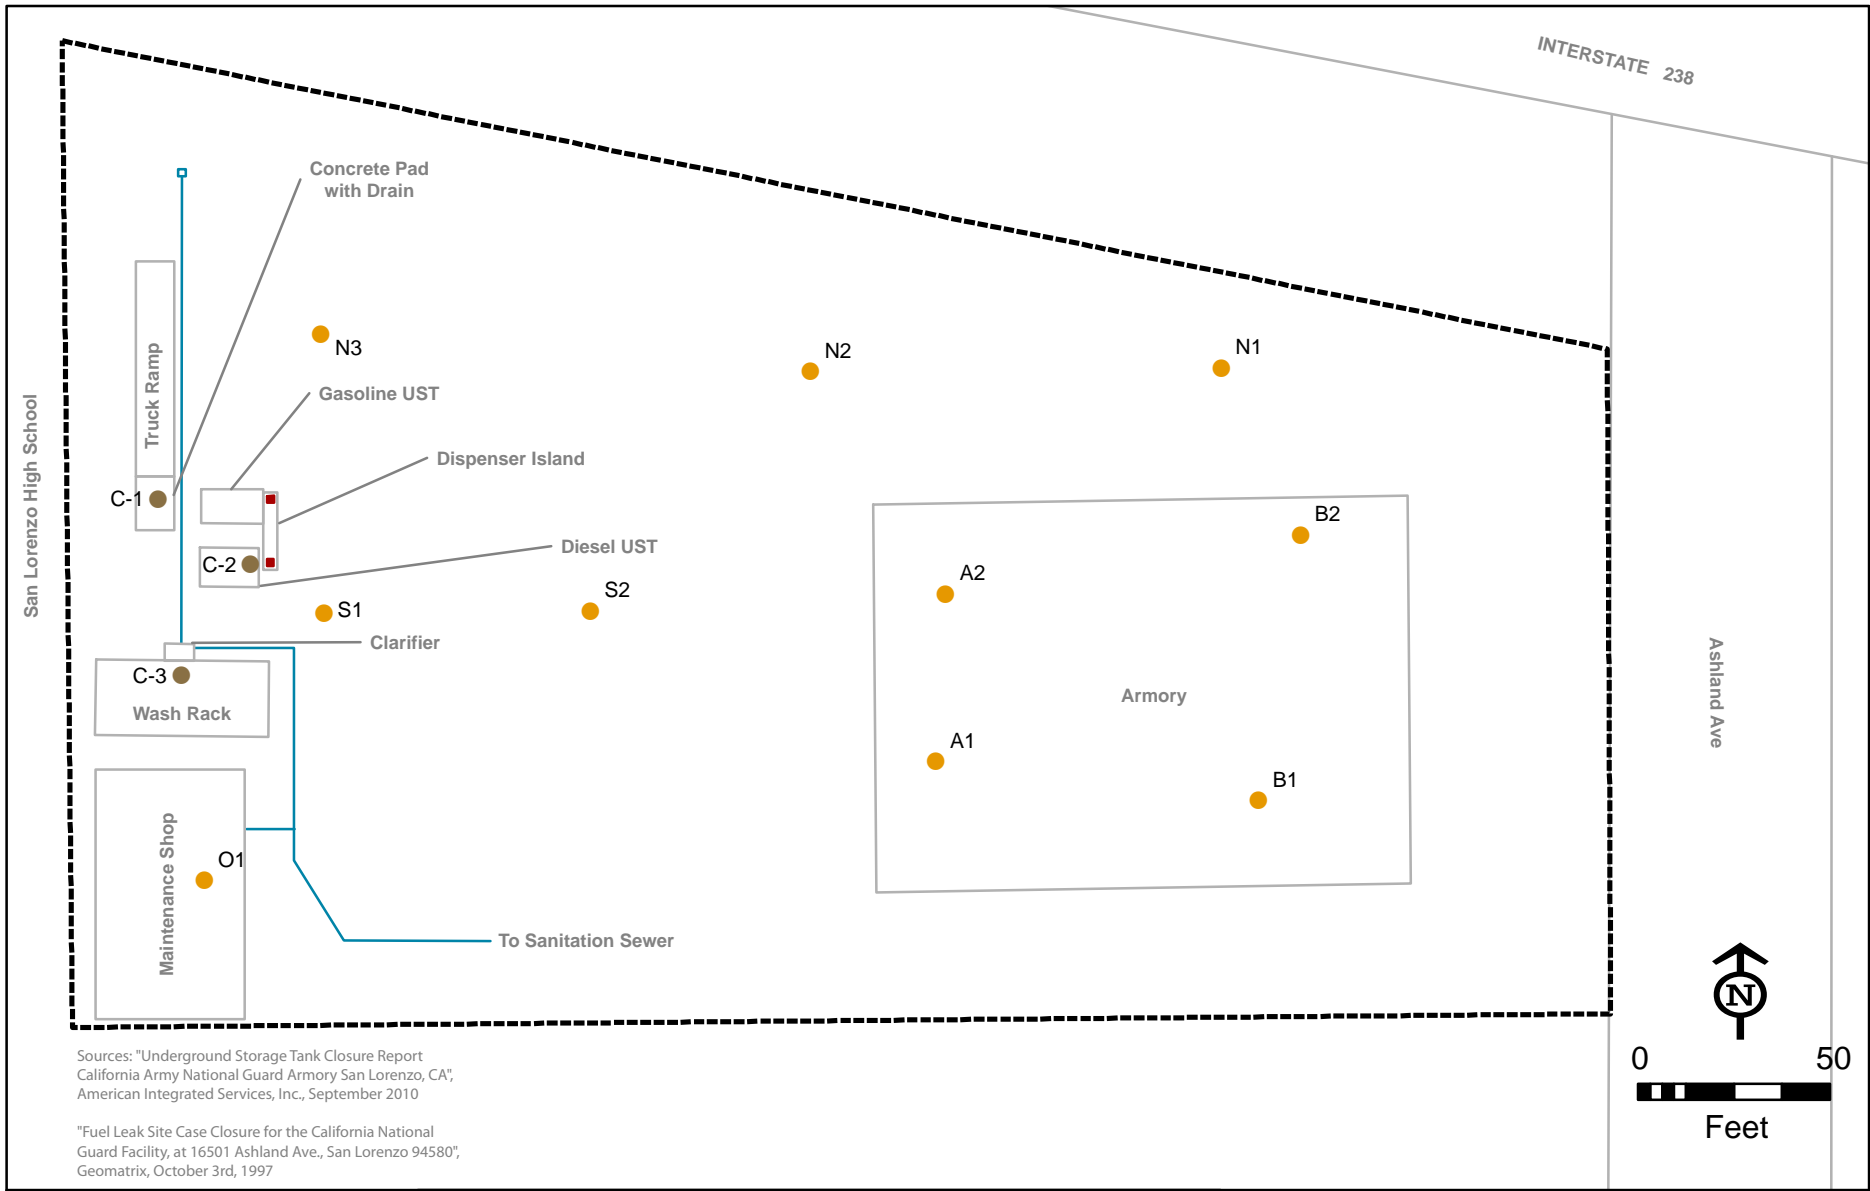 INTERSTATE 238
Concrete Pad
with Drain
N3
N2
N1
Gasoline UST
Truck Ramp
San Lorenzo High School
Dispenser Island
C-1
B2
Diesel UST
C-2
A2
S1
S2
Clarifier
C-3
Wash Rack
Armory
Ashland Ave
A1
B1
Maintenance Shop
O1
To Sanitation Sewer
N
0 50
Feet
Sources: "Underground Storage Tank Closure Report
California Army National Guard Armory San Lorenzo, CA",
American Integrated Services, Inc., September 2010
"Fuel Leak Site Case Closure for the California National
Guard Facility, at 16501 Ashland Ave., San Lorenzo 94580",
Geomatrix, October 3rd, 1997